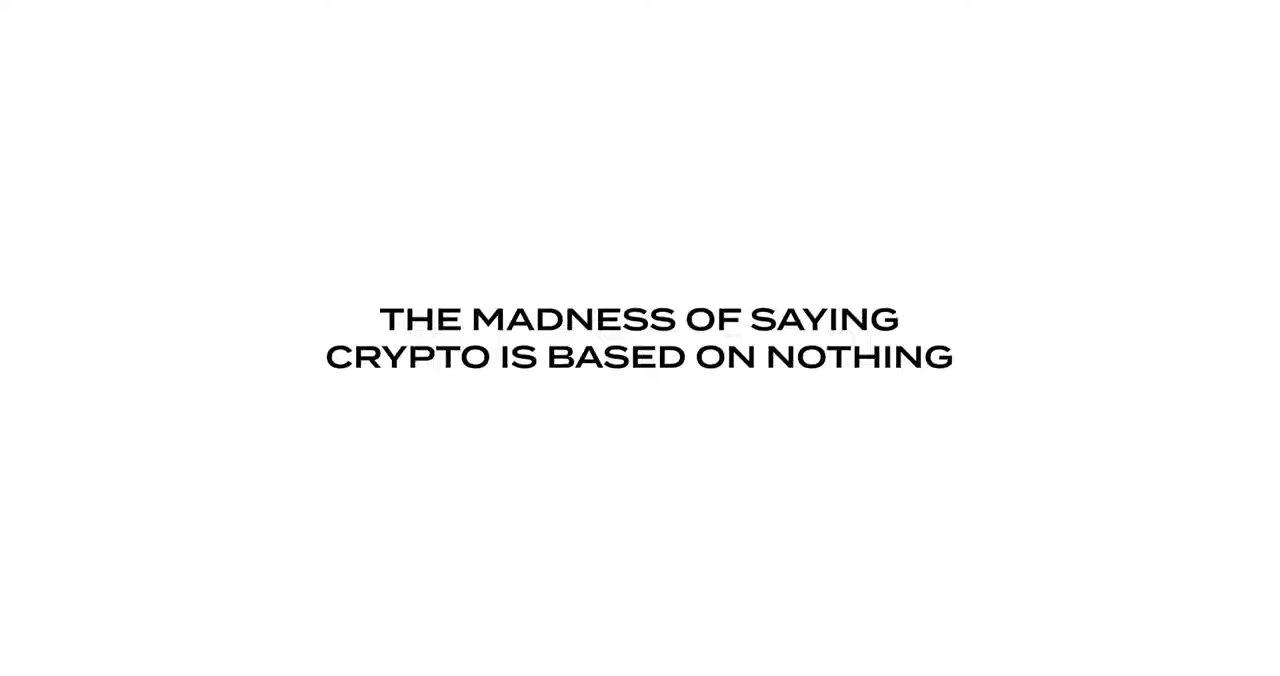 THE MADNESS OF SAYING
CRYPTO IS BASED ON NOTHING